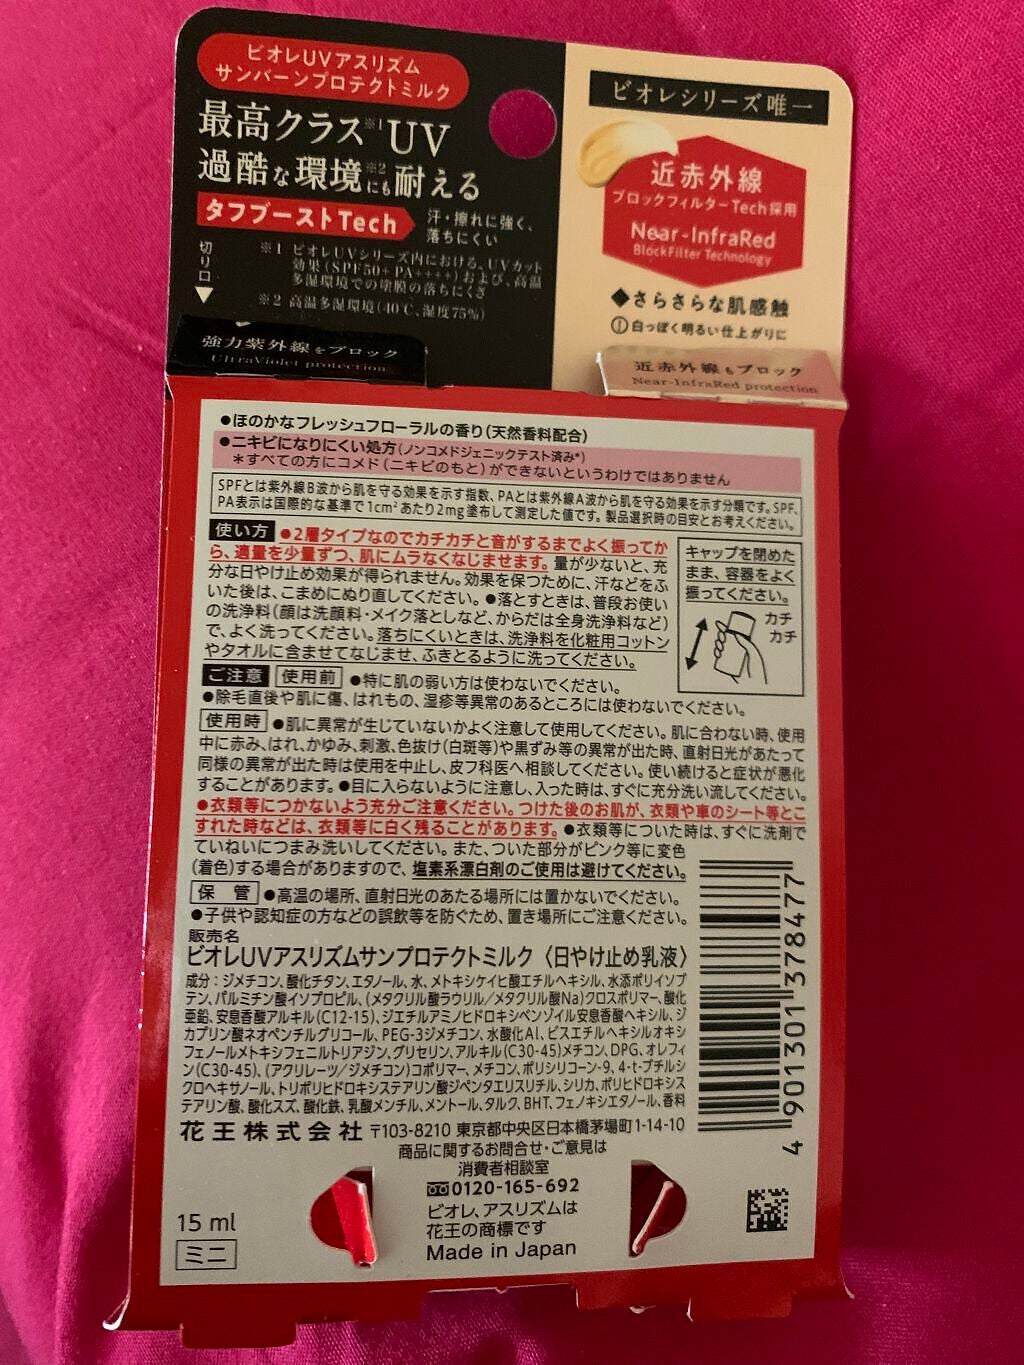 ビオレUVアスリズム
サンバーンプロテクトミルク
最高クラス※1UV
過酷な環境※2にも耐える
タフブーストTech
汗・擦れに強く、
落ちにくい
切り口
※1 ビオレUVシリーズ内における、UVカット
効果(SPF50+ PA++++)および、高温
多湿環境での塗膜の落ちにくさ
※2 高温多湿環境(40℃、湿度75%)
強力紫外線をブロック
UltraViolet protection
ビオレシリーズ唯一
近赤外線
ブロックフィルターTech採用
Near-InfraRed
BlockFilter Technology
◆さらさらな肌感触
①白っぽく明るい仕上がりに
近赤外線もブロック
Near-InfraRed protection
●ほのかなフレッシュフローラルの香り(天然香料配合)
●ニキビになりにくい処方(ノンコメドジェニックテスト済み*)
*すべての方にコメド(ニキビのもと)ができないというわけではありません
SPFとは紫外線B波から肌を守る効果を示す指数、PAとは紫外線A波から肌を守る効果を示す分類です。SPF、
PA表示は国際的な基準で1cm²あたり2mg塗布して測定した値です。製品選択時の目安とお考えください。
使い方 ●2層タイプなのでカチカチと音がするまでよく振ってか
ら、適量を少量ずつ、肌にムラなくなじませます。量が少ないと、充
分な日やけ止め効果が得られません。効果を保つために、汗などをふ
いた後は、こまめにぬり直してください。●落とすときは、普段お使い
の洗浄料(顔は洗顔料・メイク落としなど、からだは全身洗浄料など)
で、よく洗ってください。落ちにくいときは、洗浄料を化粧用コットン
やタオルに含ませてなじませ、ふきとるように洗ってください。
キャップを閉めた
まま、容器をよく
振ってください。
カチ
カチ
ご注意 使用前 ●特に肌の弱い方は使わないでください。
●除毛直後や肌に傷、はれもの、湿疹等異常のあるところには使わないでください。
使用時 ●肌に異常が生じていないかよく注意して使用してください。肌に合わない時、使用
中に赤み、はれ、かゆみ、刺激、色抜け(白斑等)や黒ずみ等の異常が出た時、直射日光があたって
同様の異常が出た時は使用を中止し、皮フ科医へ相談してください。使い続けると症状が悪化
することがあります。●目に入らないように注意し、入った時は、すぐに充分洗い流してください。
●衣類等につかないよう充分ご注意ください。つけた後のお肌が、衣類や車のシート等とこ
すれた時などは、衣類等に白く残ることがあります。●衣類等についた時は、すぐに洗剤で
ていねいにつまみ洗いしてください。また、ついた部分がピンク等に変色
(着色)する場合がありますので、塩素系漂白剤のご使用は避けてください。
保 管 ●高温の場所、直射日光のあたる場所には置かないでください。
●子供や認知症の方などの誤飲等を防ぐため、置き場所にご注意ください。
販売名
ビオレUVアスリズムサンプロテクトミルク〈日やけ止め乳液〉
成分:ジメチコン、酸化チタン、エタノール、水、メトキシケイヒ酸エチルヘキシル、水添ポリイソブ
テン、パルミチン酸イソプロピル、(メタクリル酸ラウリル/メタクリル酸Na)クロスポリマー、酸化
亜鉛、安息香酸アルキル(C12-15)、ジエチルアミノヒドロキシベンゾイル安息香酸ヘキシル、ジ
カプリン酸ネオペンチルグリコール、PEG-3ジメチコン、水酸化Al、ビスエチルヘキシルオキシ
フェノールメトキシフェニルトリアジン、グリセリン、アルキル(C30-45)メチコン、DPG、オレフィ
ン(C30-45)、(アクリレーツ/ジメチコン)コポリマー、メチコン、ポリシリコーン-9、4-t-ブチルシ
クロヘキサノール、トリポリヒドロキシステアリン酸ジペンタエリスリチル、シリカ、ポリヒドロキシス
テアリン酸、酸化スズ、酸化鉄、乳酸メンチル、メントール、タルク、BHT、フェノキシエタノール、香料
花王株式会社 〒103-8210 東京都中央区日本橋茅場町1-14-10
商品に関するお問合せ・ご意見は
消費者相談室
0120-165-692
ビオレ、アスリズムは
花王の商標です
Made in Japan
15 ml
ミニ
4 901301 378477